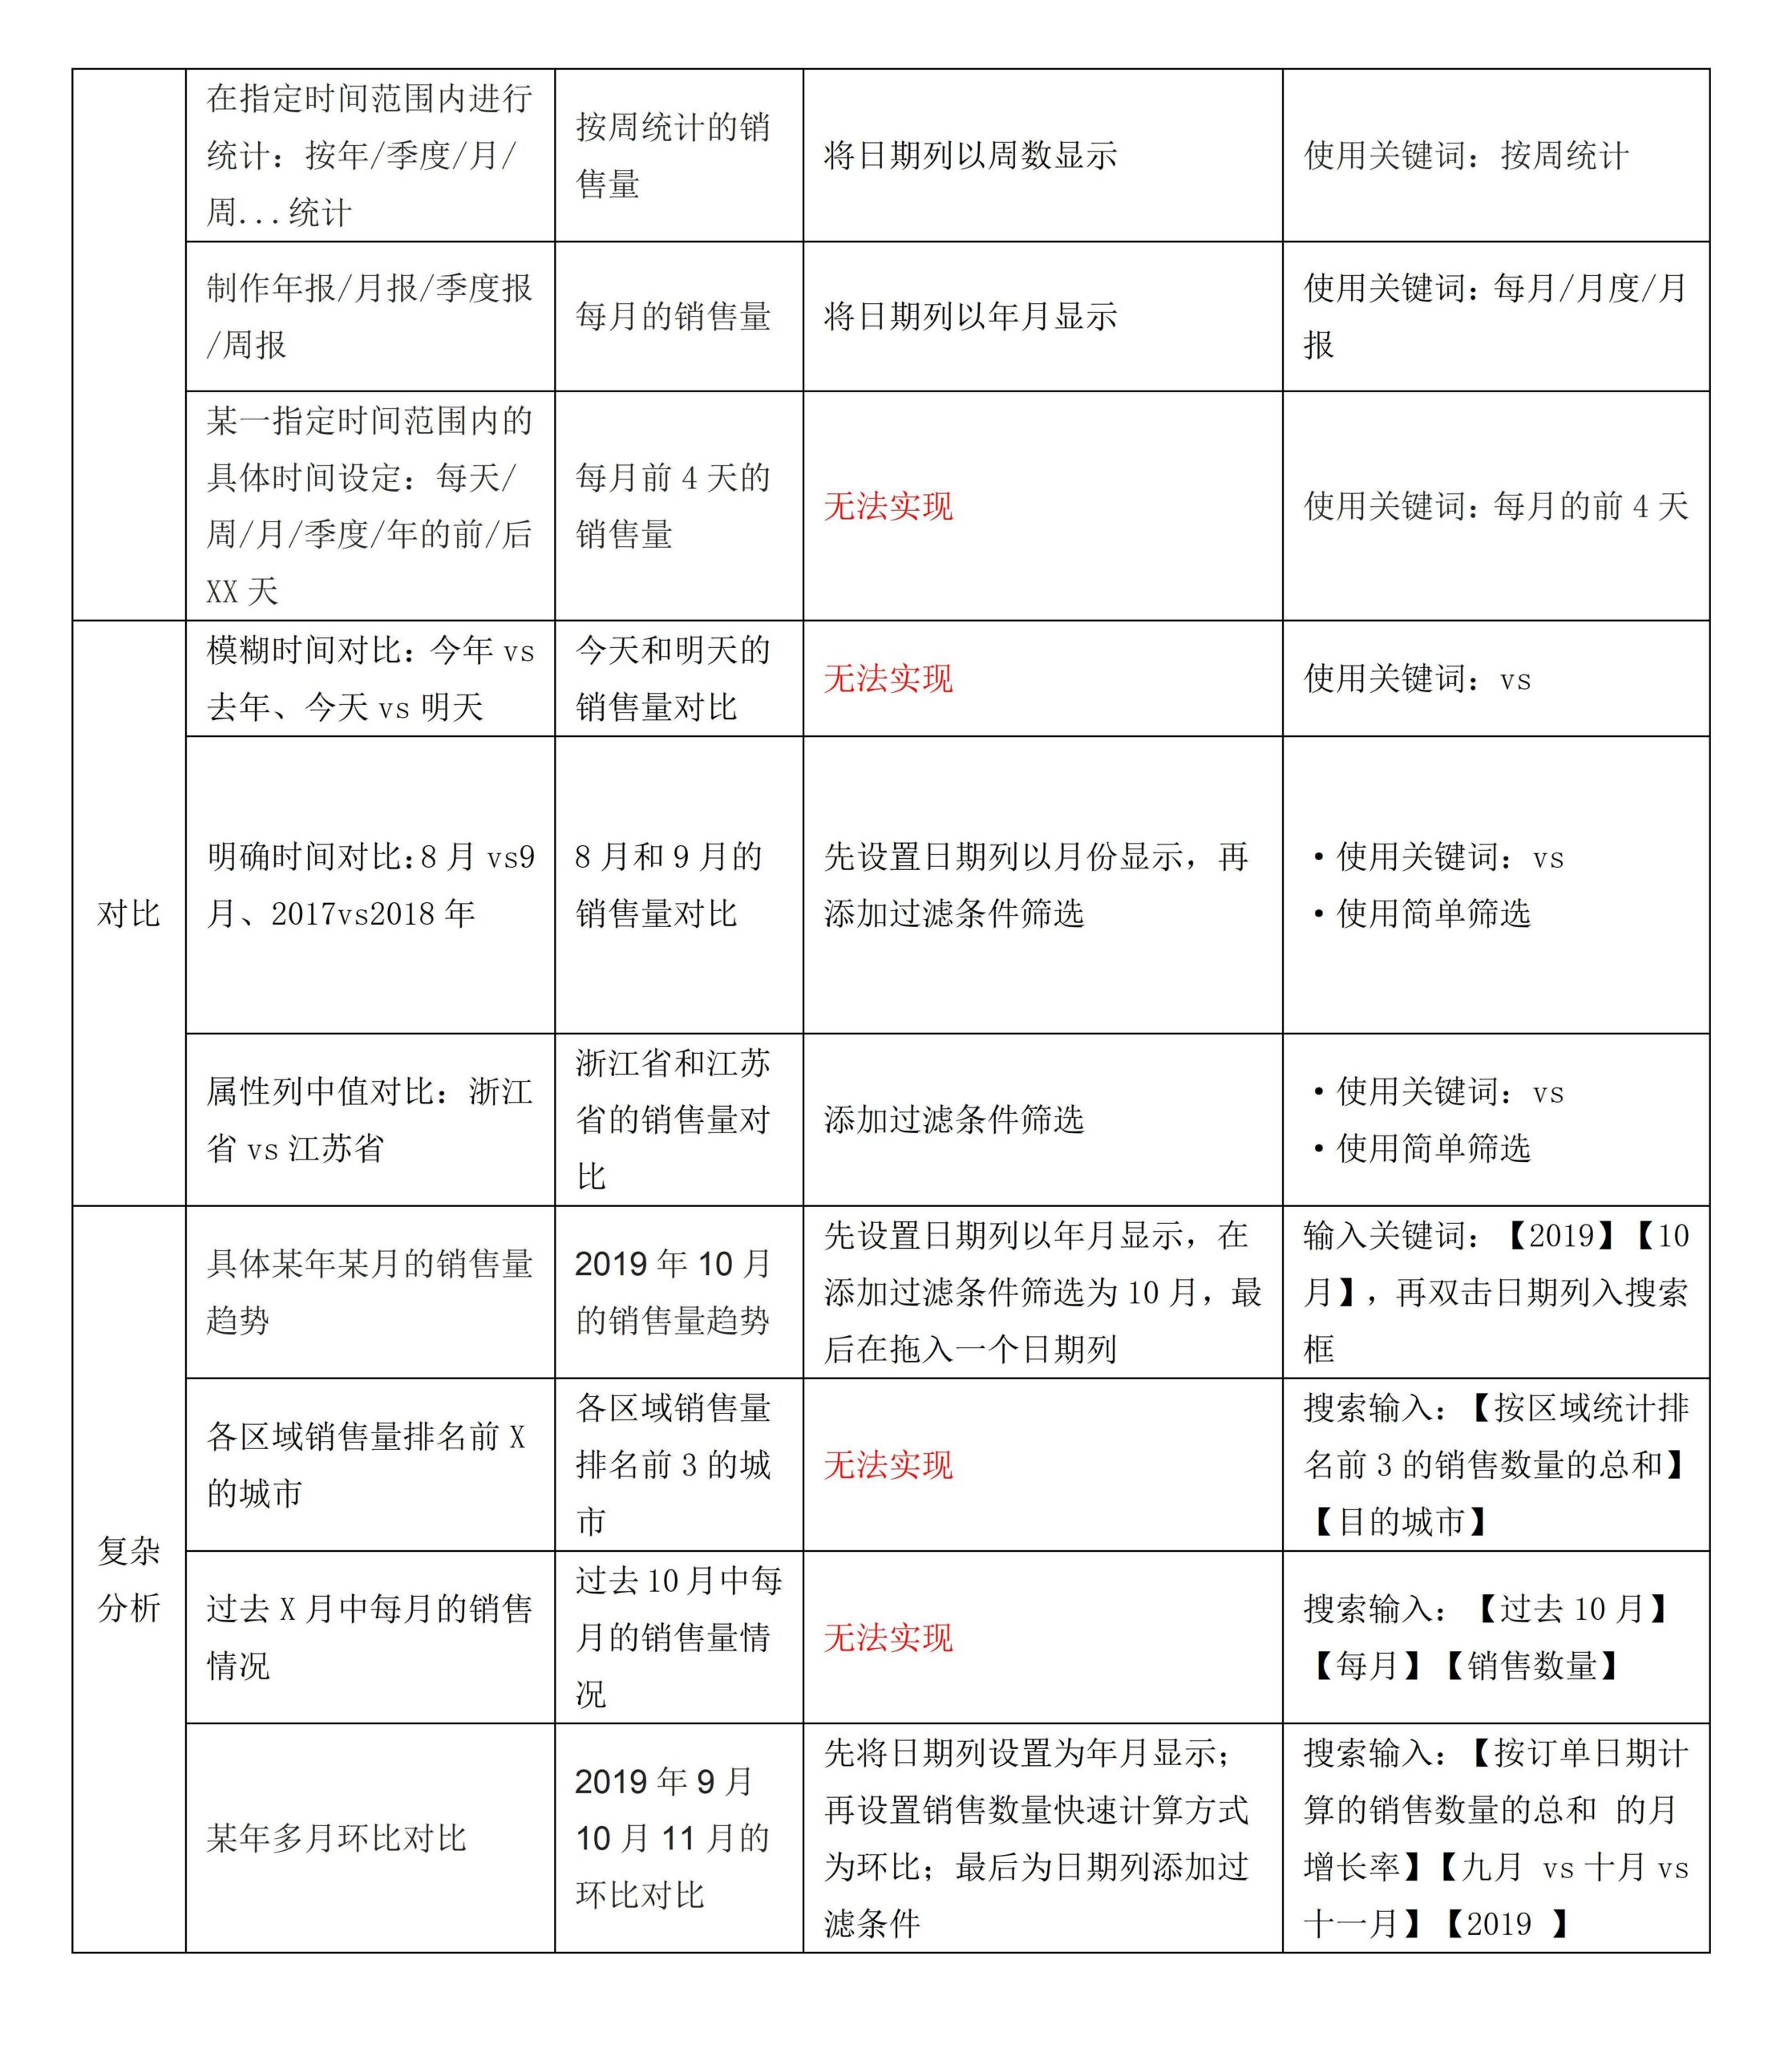 在指定时间范围内进行
统计：按年/季度/月/
周...统计
按周统计的销
售量
将日期列以周数显示
使用关键词：按周统计
制作年报/月报/季度报
/周报
每月的销售量
将日期列以年月显示
使用关键词：每月/月度/月
报
某一指定时间范围内的
具体时间设定：每天/
周/月/季度/年的前/后
XX 天
每月前 4 天的
销售量
无法实现
使用关键词：每月的前 4 天
对比
模糊时间对比：今年 vs
去年、今天 vs 明天
今天和明天的
销售量对比
无法实现
使用关键词：vs
明确时间对比：8 月 vs9
月、2017vs2018 年
8 月和 9 月的
销售量对比
先设置日期列以月份显示，再
添加过滤条件筛选
• 使用关键词：vs
• 使用简单筛选
属性列中值对比：浙江
省 vs 江苏省
浙江省和江苏
省的销售量对
比
添加过滤条件筛选
• 使用关键词：vs
• 使用简单筛选
复杂
分析
具体某年某月的销售量
趋势
2019 年 10 月
的销售量趋势
先设置日期列以年月显示，在
添加过滤条件筛选为 10 月，最
后在拖入一个日期列
输入关键词：【2019】【10
月】，再双击日期列入搜索
框
各区域销售量排名前 X
的城市
各区域销售量
排名前 3 的城
市
无法实现
搜索输入：【按区域统计排
名前 3 的销售数量的总和】
【目的城市】
过去 X 月中每月的销售
情况
过去 10 月中每
月的销售量情
况
无法实现
搜索输入：【过去 10 月】
【每月】【销售数量】
某年多月环比对比
2019 年 9 月
10 月 11 月的
环比对比
先将日期列设置为年月显示；
再设置销售数量快速计算方式
为环比；最后为日期列添加过
滤条件
搜索输入：【按订单日期计
算的销售数量的总和 的月
增长率】【九月 vs 十月 vs
十一月】【2019 】